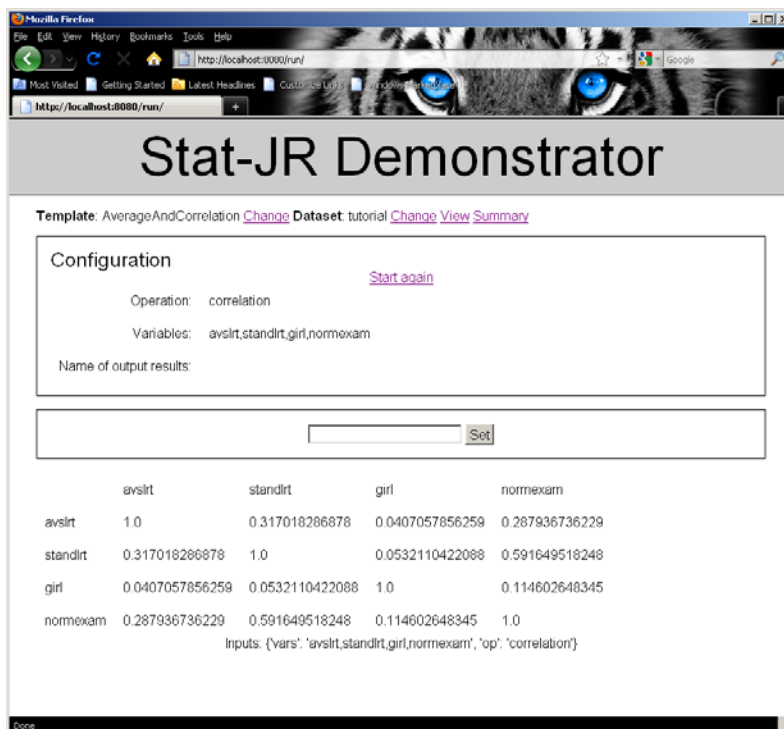 Mozilla Firefox
File Edit View History Bookmarks Tools Help
http://localhost:8080/run/
Google
Most Visited Getting Started Latest Headlines Customize Links Windows Marketplace
http://localhost:8080/run/ +
Stat-JR Demonstrator
Template: AverageAndCorrelation Change Dataset: tutorial Change View Summary
Configuration
Start again
Operation: correlation
Variables: avslrt,standlrt,girl,normexam
Name of output results:
Set
avslrt standlrt girl normexam
avslrt 1.0 0.317018286878 0.0407057856259 0.287936736229
standlrt 0.317018286878 1.0 0.0532110422088 0.591649518248
girl 0.0407057856259 0.0532110422088 1.0 0.114602648345
normexam 0.287936736229 0.591649518248 0.114602648345 1.0
Inputs: {'vars': 'avslrt,standlrt,girl,normexam', 'op': 'correlation'}
Done